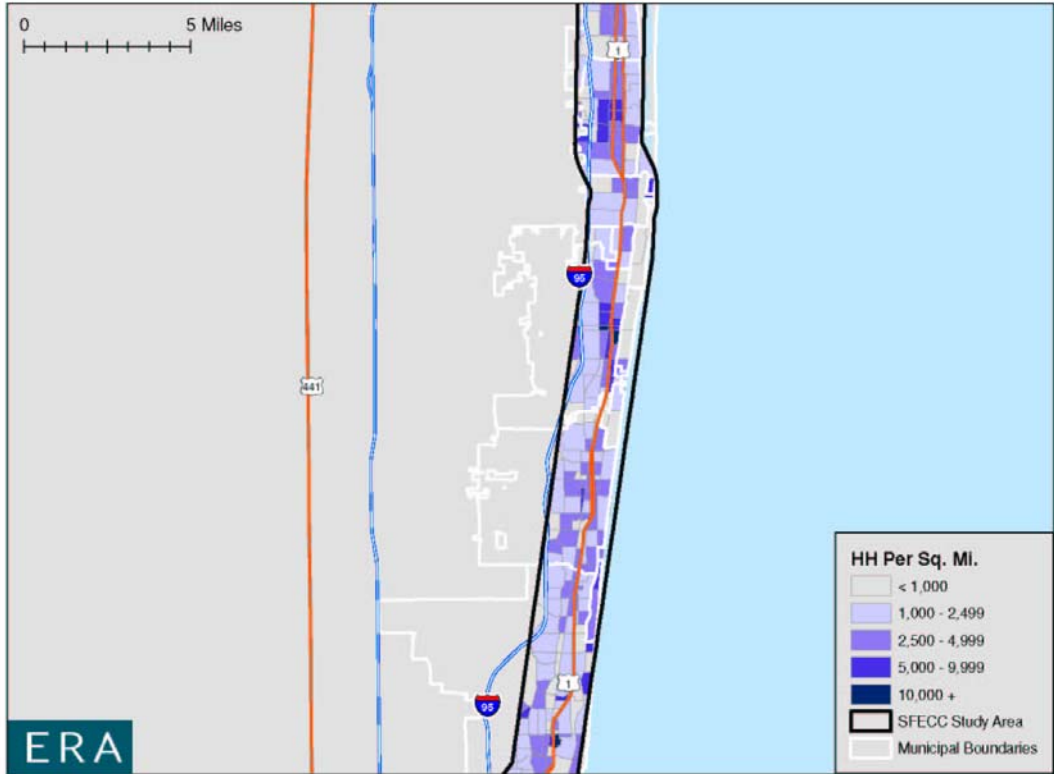 0 5 Miles
1
95
441
1
95
HH Per Sq. Mi.
< 1,000
1,000 - 2,499
2,500 - 4,999
5,000 - 9,999
10,000 +
SFECC Study Area
Municipal Boundaries
ERA